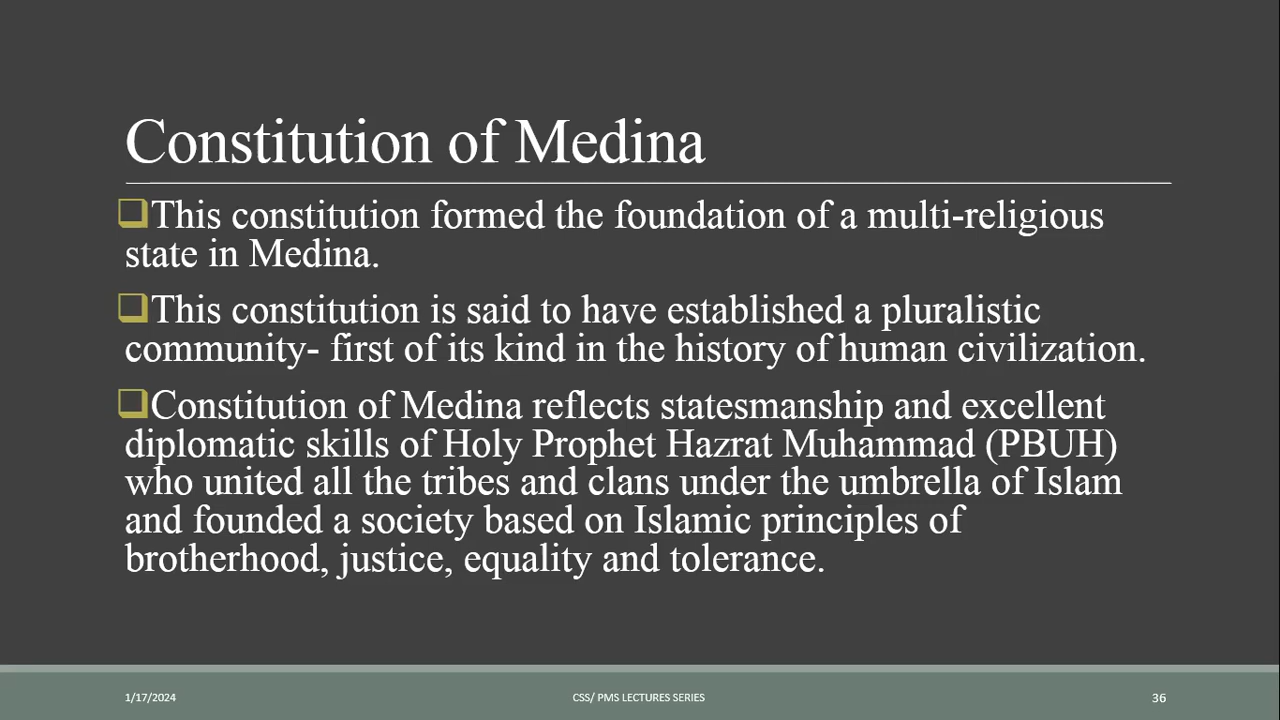 Constitution of Medina
This constitution formed the foundation of a multi-religious
state in Medina.
This constitution is said to have established a pluralistic
community- first of its kind in the history of human civilization.
Constitution of Medina reflects statesmanship and excellent
diplomatic skills of Holy Prophet Hazrat Muhammad (PBUH)
who united all the tribes and clans under the umbrella of Islam
and founded a society based on Islamic principles of
brotherhood, justice, equality and tolerance.
1/17/2024
CSS/ PMS LECTURES SERIES
36